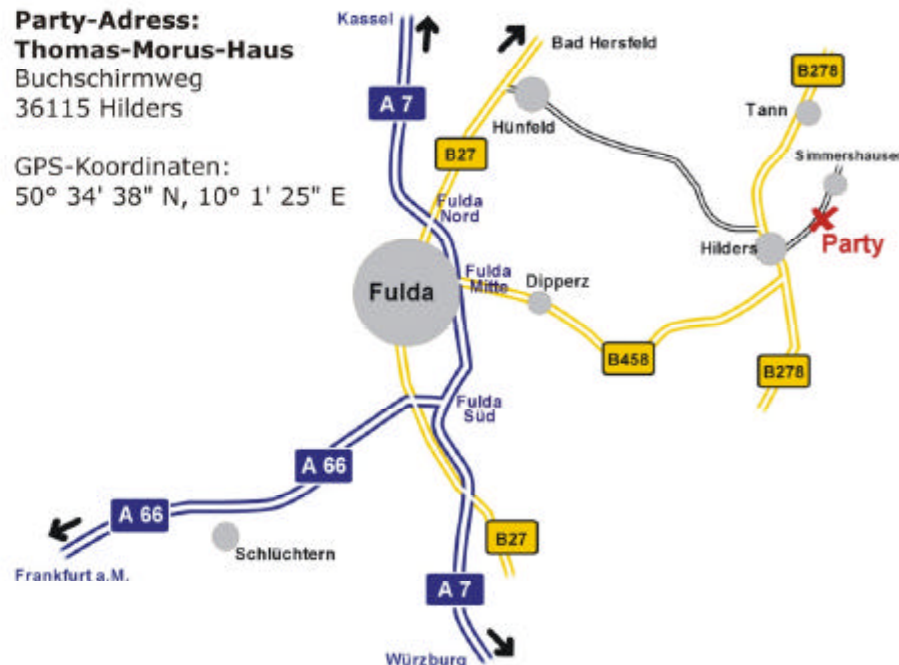 Party-Adress:
Thomas-Morus-Haus
Buchschirmweg
36115 Hilders
GPS-Koordinaten:
50° 34' 38" N, 10° 1' 25" E
Kassel
Bad Hersfeld
B278
A 7
Tann
Hünfeld
B27
Simmershausen
Fulda
Nord
Hilders
Party
Fulda
Mitte
Dipperz
Fulda
B458
B278
Fulda
Süd
A 66
A 66
B27
Schlüchtern
Frankfurt a.M.
A 7
Würzburg